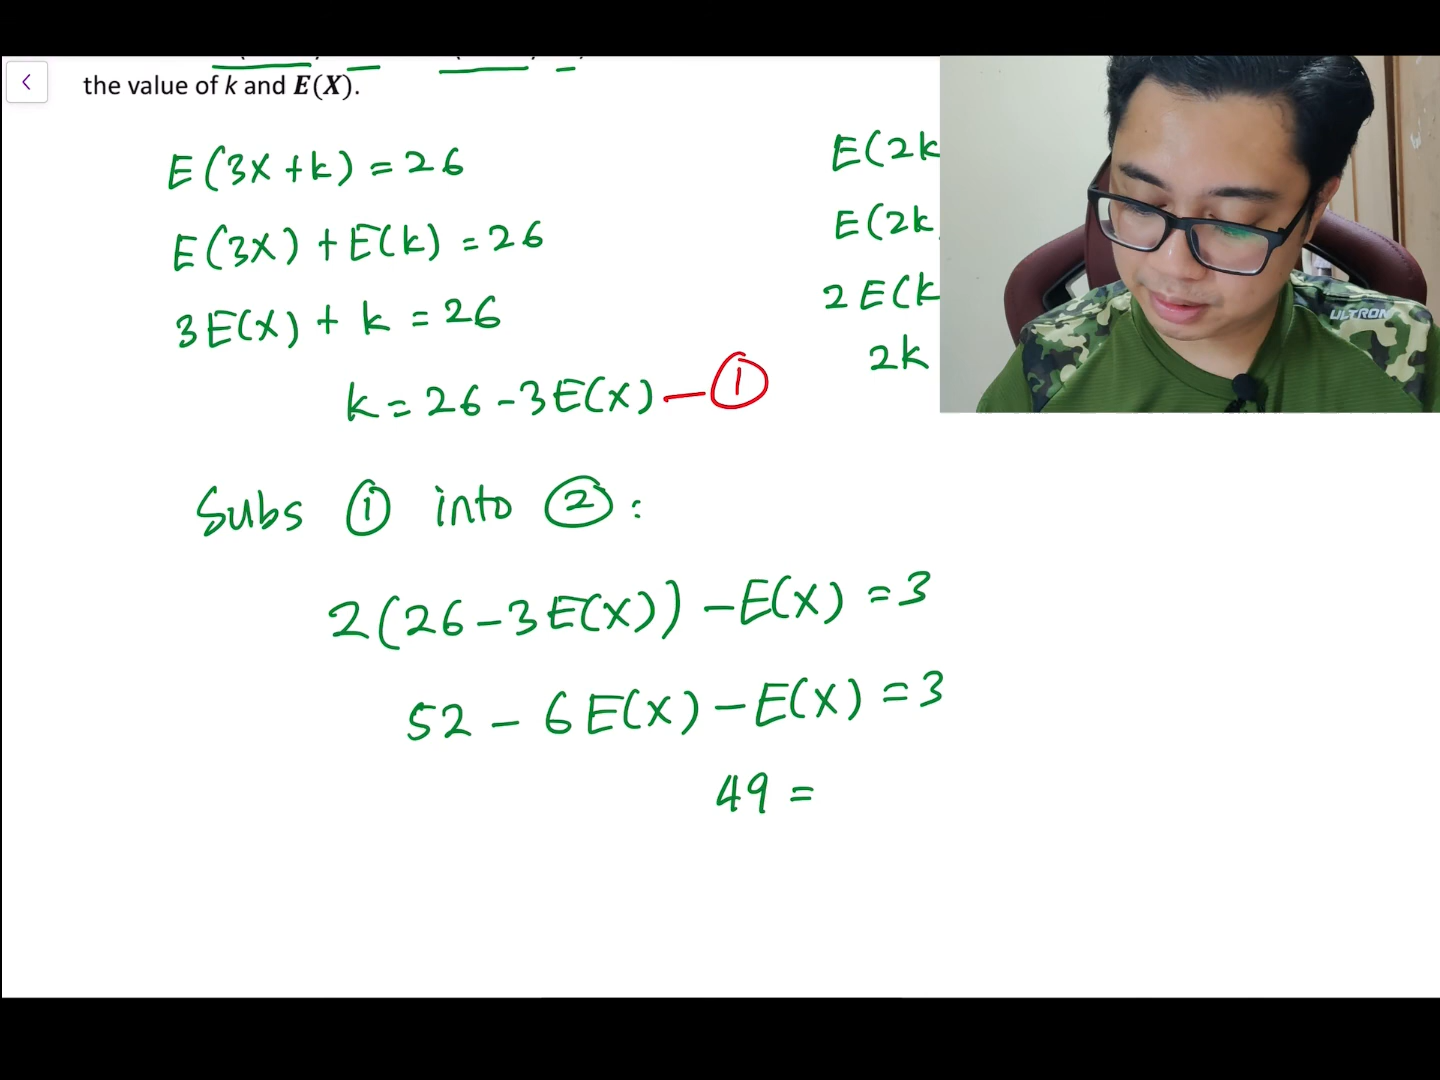 the value of k and E(X).
E(3X + k) = 26
E(3X) + E(k) = 26
3E(X) + k = 26
k = 26 - 3E(X) — ①
E(2k
E(2k
2E(k
2k
ULTRON
Subs ① into ② :
2(26 - 3E(X)) - E(X) = 3
52 - 6E(X) - E(X) = 3
49 =